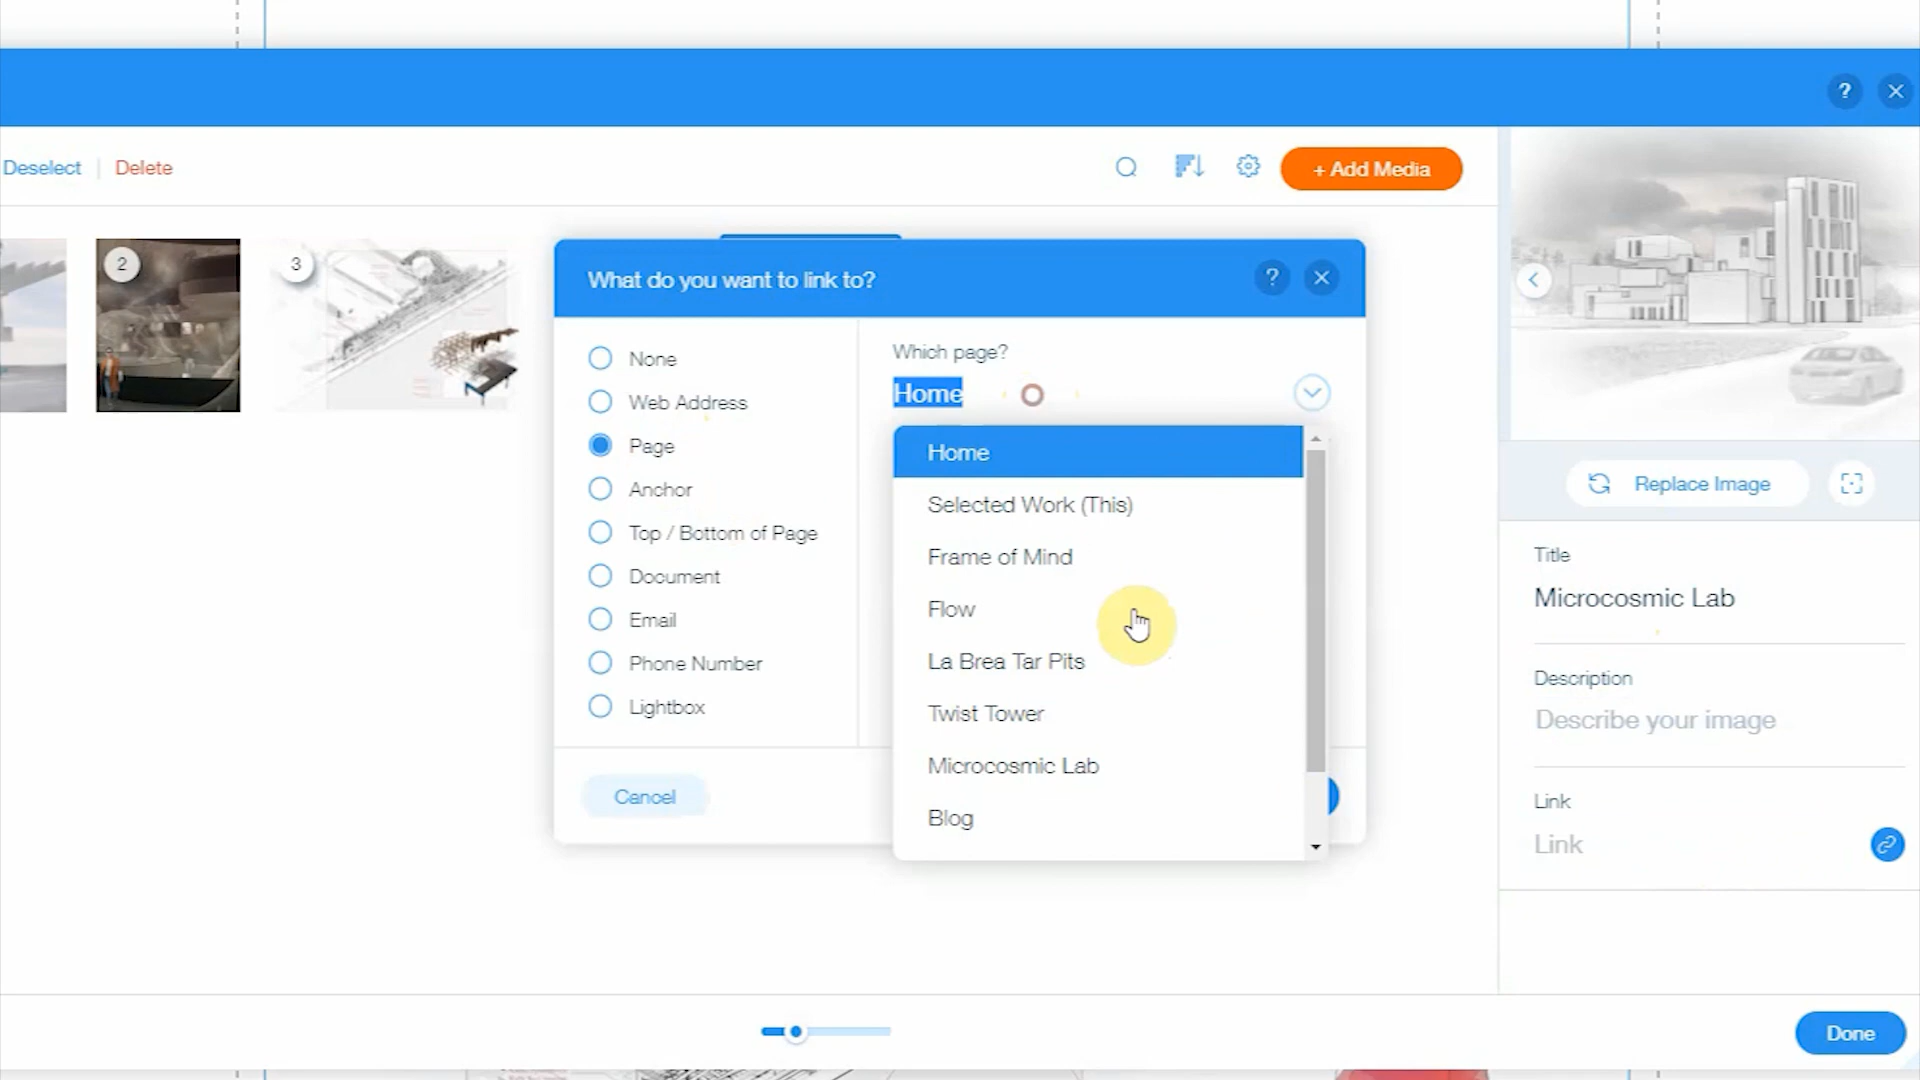 ?
Deselect
Delete
+ Add Media
2
3
What do you want to link to?
?
None
Web Address
Page
Anchor
Top / Bottom of Page
Document
Email
Phone Number
Lightbox
Cancel
Which page?
Home
Home
Selected Work (This)
Frame of Mind
Flow
La Brea Tar Pits
Twist Tower
Microcosmic Lab
Blog
Replace Image
Title
Microcosmic Lab
Description
Describe your image
Link
Link
Done